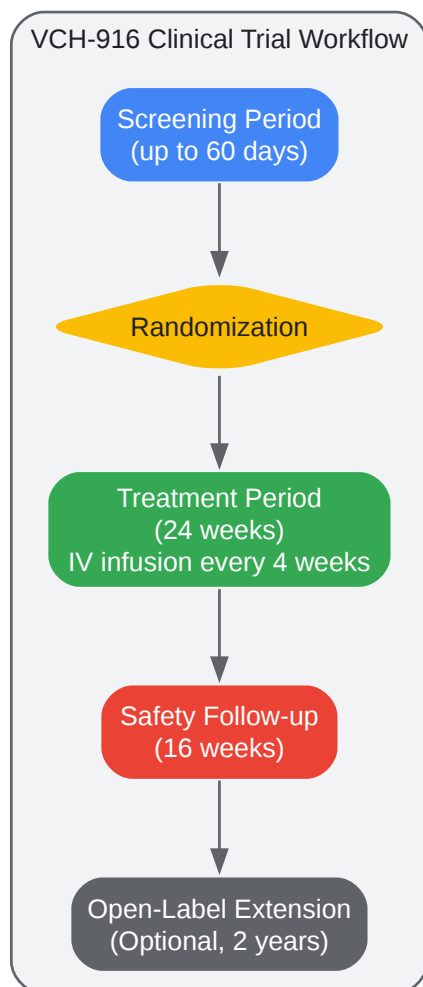 VCH-916 Clinical Trial Workflow
Screening Period
(up to 60 days)
Randomization
Treatment Period
(24 weeks)
IV infusion every 4 weeks
Safety Follow-up
(16 weeks)
Open-Label Extension
(Optional, 2 years)